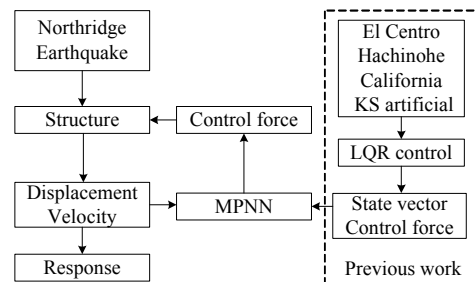 Northridge
Earthquake
Structure
Control force
Displacement
Velocity
MPNN
Response
El Centro
Hachinohe
California
KS artificial
LQR control
State vector
Control force
Previous work